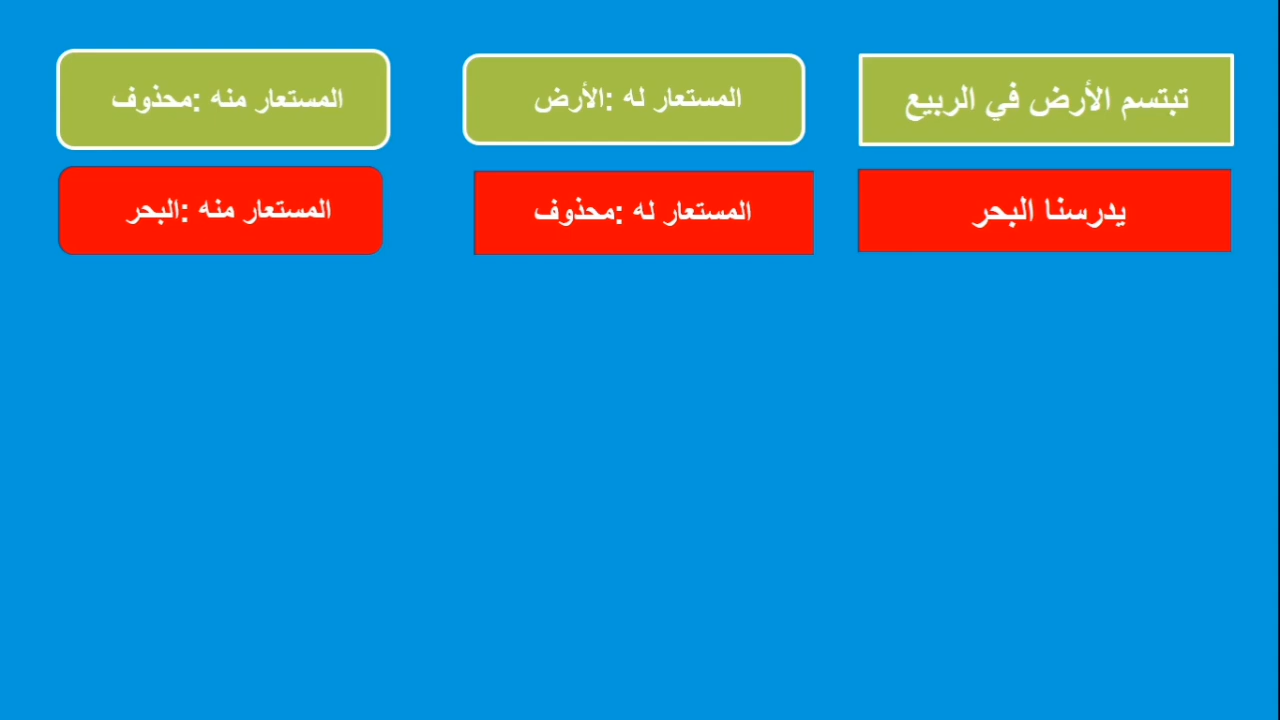 تبتسم الأرض في الربيع
المستعار له :الأرض
المستعار منه :محذوف
يدرسنا البحر
المستعار له :محذوف
المستعار منه :البحر